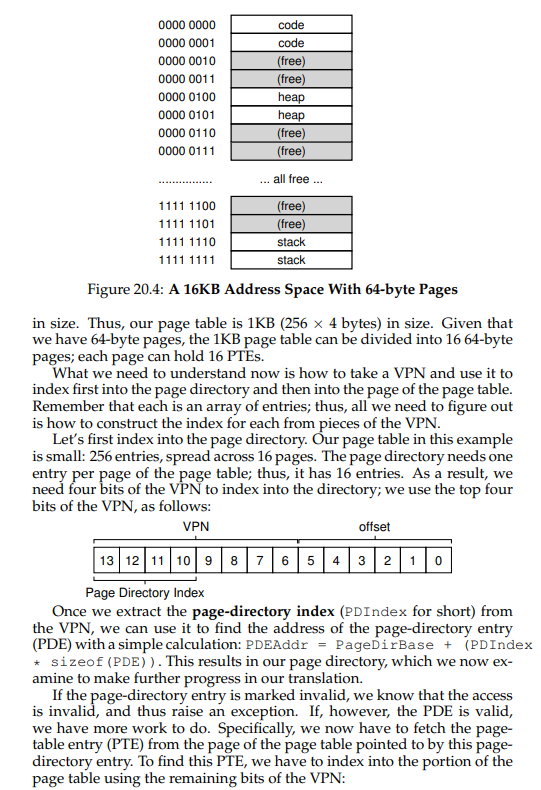 0000 0000 code
0000 0001 code
0000 0010 (free)
0000 0011 (free)
0000 0100 heap
0000 0101 heap
0000 0110 (free)
0000 0111 (free)
............... ... all free ...
1111 1100 (free)
1111 1101 (free)
1111 1110 stack
1111 1111 stack
Figure 20.4: A 16KB Address Space With 64-byte Pages
in size. Thus, our page table is 1KB (256 × 4 bytes) in size. Given that
we have 64-byte pages, the 1KB page table can be divided into 16 64-byte
pages; each page can hold 16 PTEs.
What we need to understand now is how to take a VPN and use it to
index first into the page directory and then into the page of the page table.
Remember that each is an array of entries; thus, all we need to figure out
is how to construct the index for each from pieces of the VPN.
Let's first index into the page directory. Our page table in this example
is small: 256 entries, spread across 16 pages. The page directory needs one
entry per page of the page table; thus, it has 16 entries. As a result, we
need four bits of the VPN to index into the directory; we use the top four
bits of the VPN, as follows:
VPN offset
13 12 11 10 9 8 7 6 5 4 3 2 1 0
Page Directory Index
Once we extract the page-directory index (PDIndex for short) from
the VPN, we can use it to find the address of the page-directory entry
(PDE) with a simple calculation: PDEAddr = PageDirBase + (PDIndex
* sizeof(PDE)). This results in our page directory, which we now ex-
amine to make further progress in our translation.
If the page-directory entry is marked invalid, we know that the access
is invalid, and thus raise an exception. If, however, the PDE is valid,
we have more work to do. Specifically, we now have to fetch the page-
table entry (PTE) from the page of the page table pointed to by this page-
directory entry. To find this PTE, we have to index into the portion of the
page table using the remaining bits of the VPN: